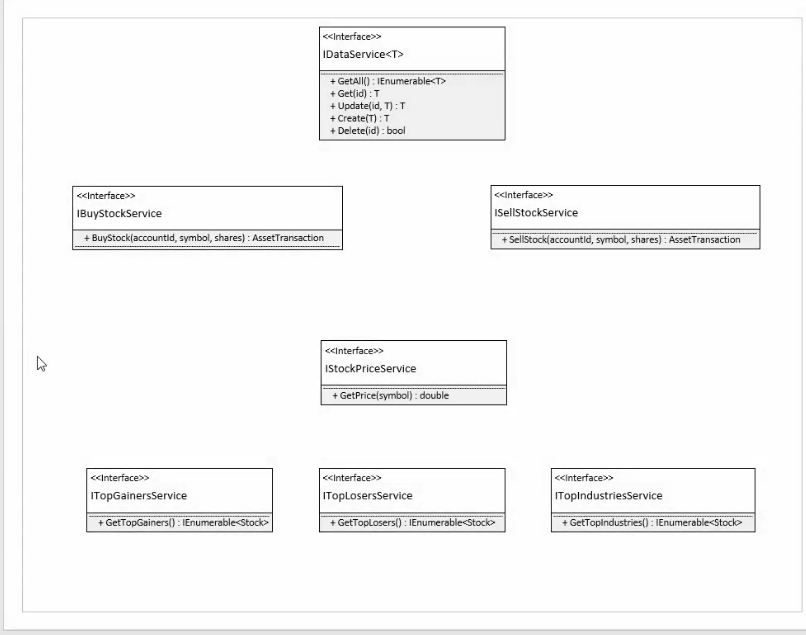 <<Interface>>
IDataService<T>
+ GetAll() : IEnumerable<T>
+ Get(id) : T
+ Update(id, T) : T
+ Create(T) : T
+ Delete(id) : bool
<<Interface>>
IBuyStockService
+ BuyStock(accountId, symbol, shares) : AssetTransaction
<<Interface>>
ISellStockService
+ SellStock(accountId, symbol, shares) : AssetTransaction
<<Interface>>
IStockPriceService
+ GetPrice(symbol) : double
<<Interface>>
ITopGainersService
+ GetTopGainers() : IEnumerable<Stock>
<<Interface>>
ITopLosersService
+ GetTopLosers() : IEnumerable<Stock>
<<Interface>>
ITopIndustriesService
+ GetTopIndustries() : IEnumerable<Stock>